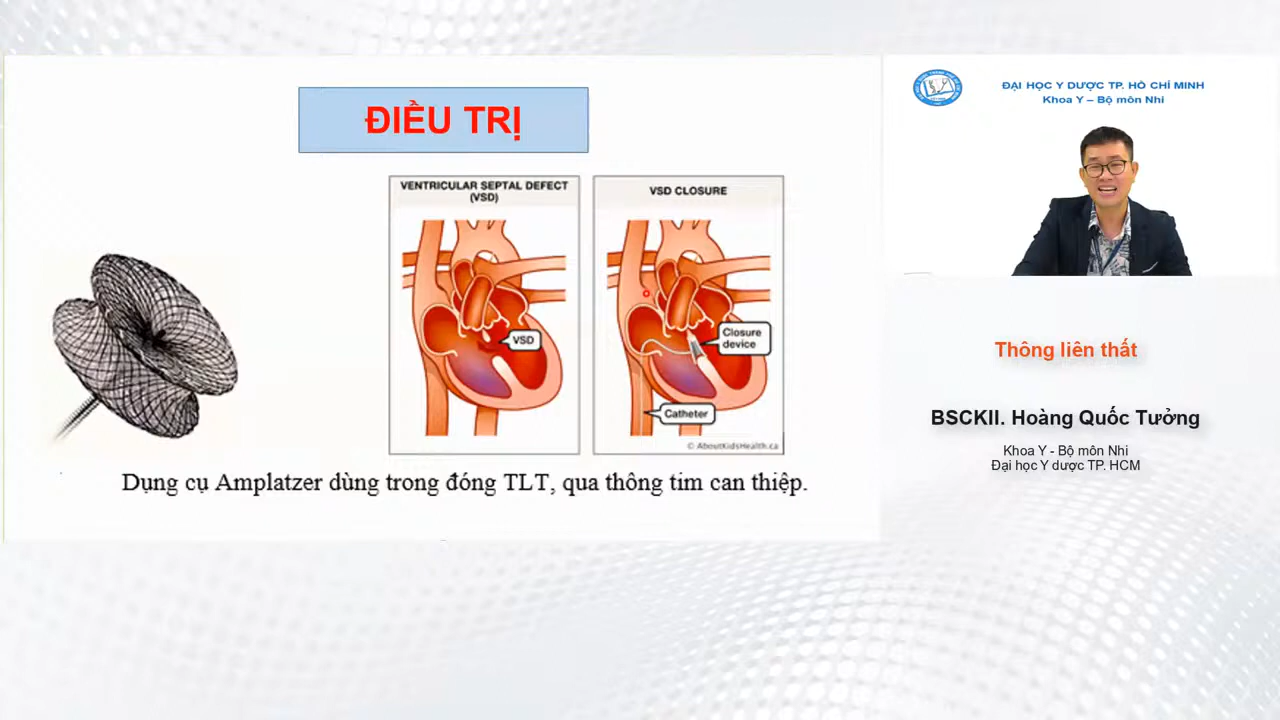 ĐIỀU TRỊ
VENTRICULAR SEPTAL DEFECT
(VSD)
VSD
VSD CLOSURE
Closure
device
Catheter
© AboutKidsHealth.ca
Dụng cụ Amplatzer dùng trong đóng TLT, qua thông tim can thiệp.
ĐẠI HỌC Y DƯỢC TP. HỒ CHÍ MINH
Khoa Y – Bộ môn Nhi
Thông liên thất
BSCKII. Hoàng Quốc Tưởng
Khoa Y - Bộ môn Nhi
Đại học Y dược TP. HCM